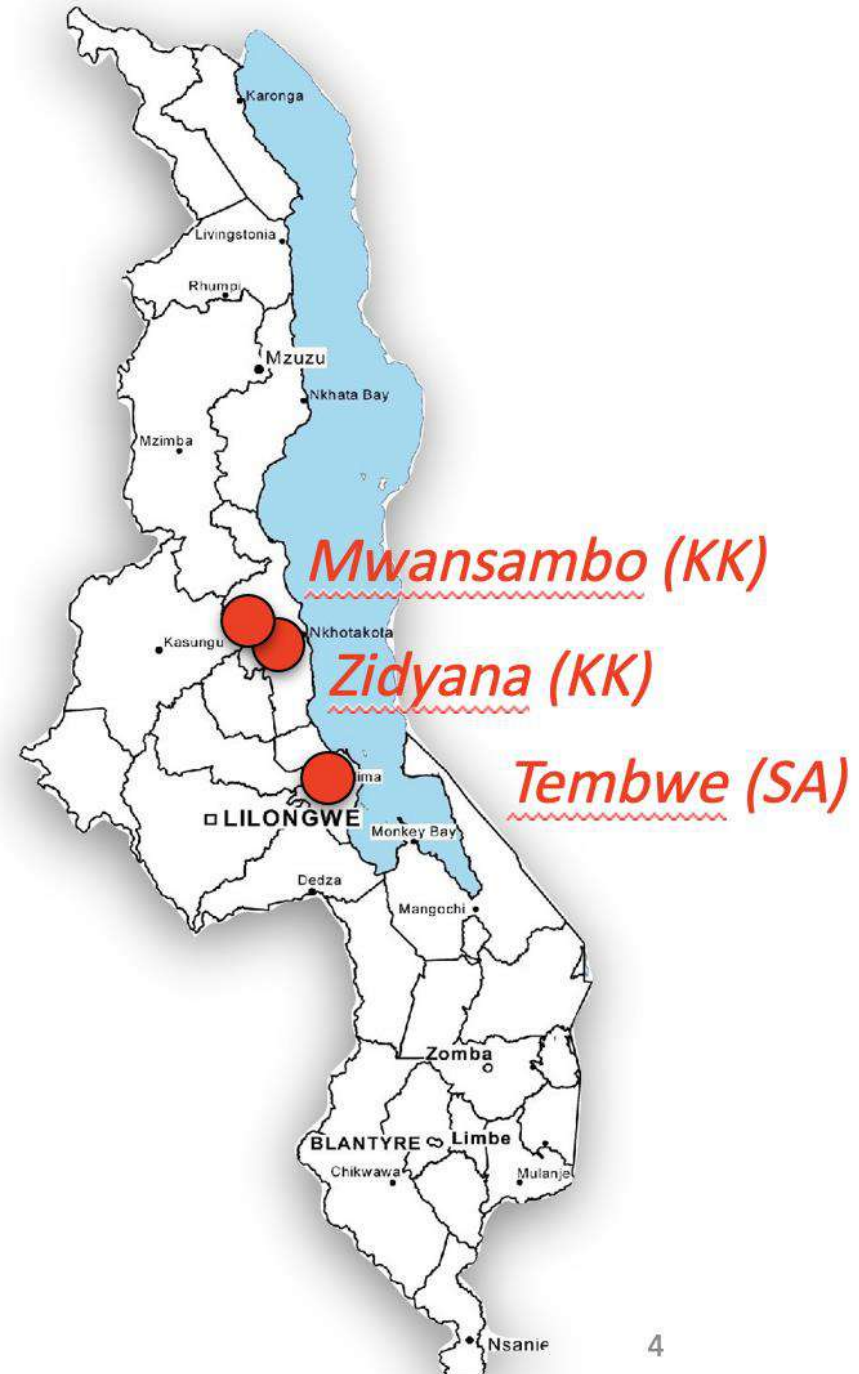 Karonga
Livingstonia
Rhumpi
Mzuzu
Nkhata Bay
Mzimba
Mwansambo (KK)
Nkhotakota
Kasungu
Zidyana (KK)
Tembwe (SA)
ima
LILONGWE
Monkey Bay
Dedza
Mangochi
Zomba
BLANTYRE
Limbe
Chikwawa
Mulanje
Nsanje
4